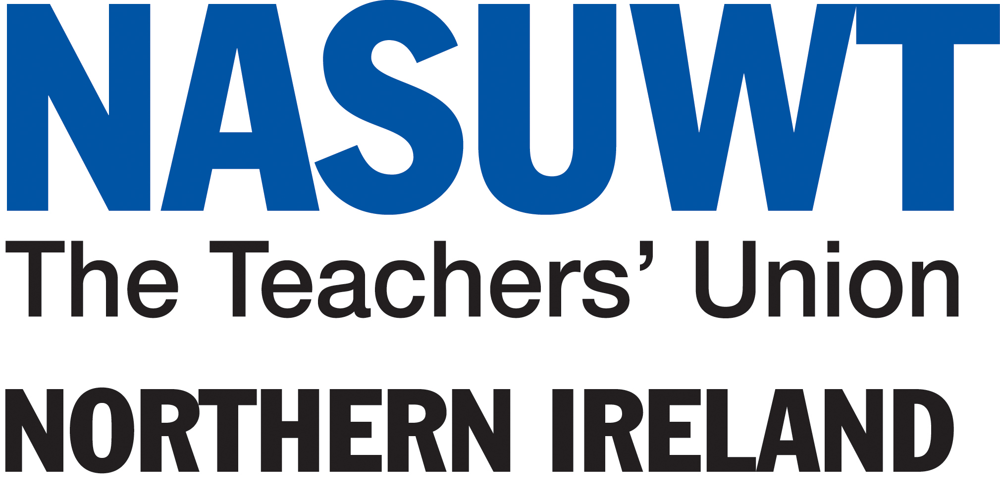 NASUWT
The Teachers’ Union
NORTHERN IRELAND